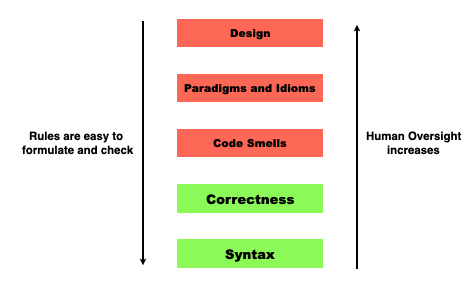 Design
Paradigms and Idioms
Rules are easy to
formulate and check
Code Smells
Human Oversight
increases
Correctness
Syntax